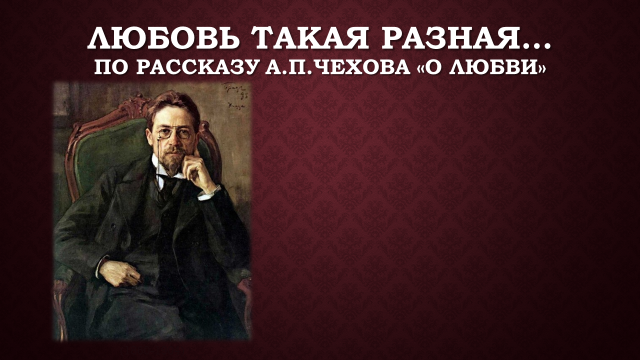 ЛЮБОВЬ ТАКАЯ РАЗНАЯ...
ПО РАССКАЗУ А.П.ЧЕХОВА «О ЛЮБВИ»